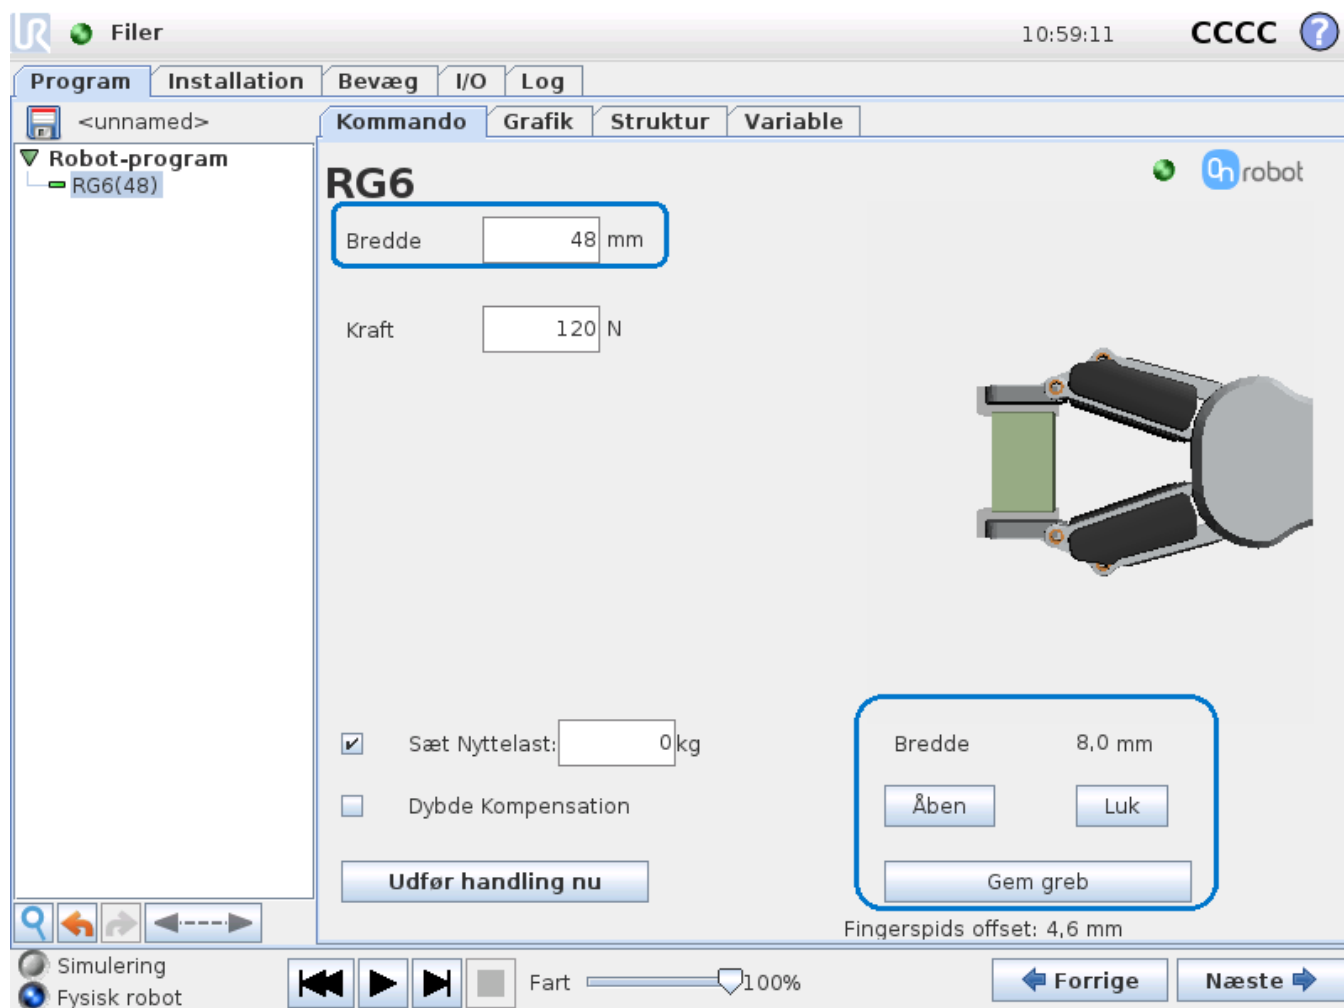 UR Filer 10:59:11 CCCC ?
Program Installation Bevæg I/O Log
<unnamed> Kommando Grafik Struktur Variable
Robot-program
RG6(48)
RG6 On robot
Bredde 48 mm
Kraft 120 N
Sæt Nyttelast: 0 kg
Dybde Kompensation
Udfør handling nu
Bredde 8,0 mm
Åben Luk
Gem greb
Fingerspids offset: 4,6 mm
Simulering
Fysisk robot
Fart 100%
Forrige Næste